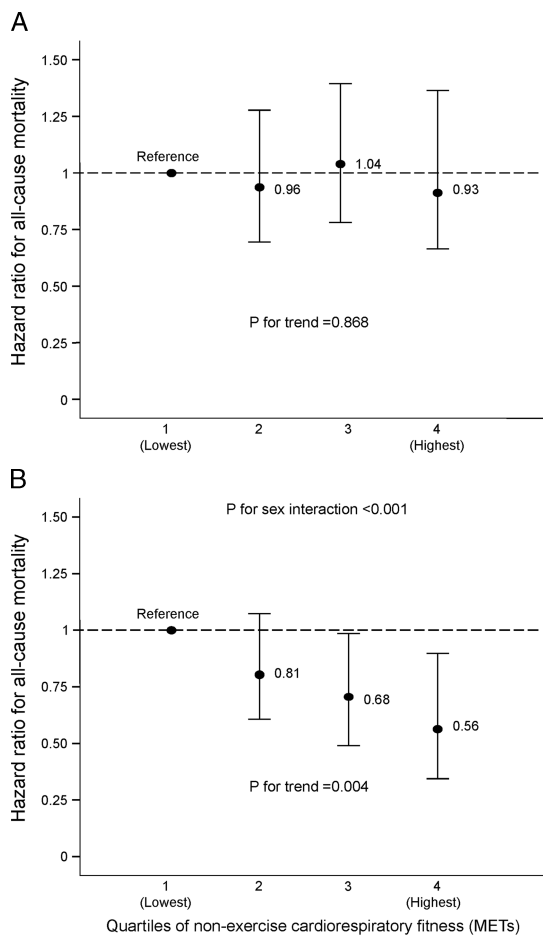 A
Hazard ratio for all-cause mortality
1.50
1.25
Reference
1
1.04
0.96
0.93
0.75
0.50
P for trend =0.868
0.25
0
1 2 3 4
(Lowest) (Highest)
B
Hazard ratio for all-cause mortality
P for sex interaction <0.001
1.50
1.25
Reference
1
0.81
0.75
0.68
0.56
0.50
P for trend =0.004
0.25
0
1 2 3 4
(Lowest) (Highest)
Quartiles of non-exercise cardiorespiratory fitness (METs)